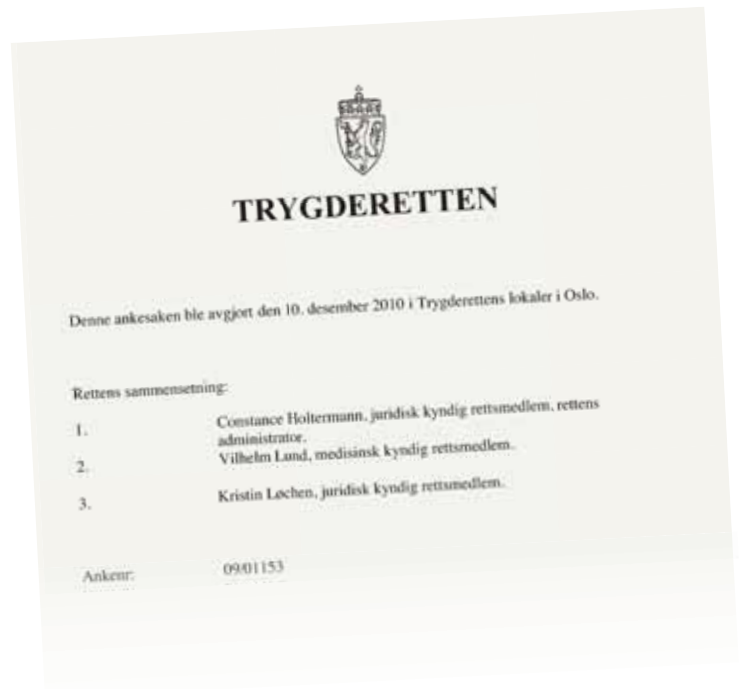 TRYGDERETTEN
Denne ankesaken ble avgjort den 10. desember 2010 i Trygderettens lokaler i Oslo.
Rettens sammensetning:
1. Constance Holtermann, juridisk kyndig rettsmedlem, rettens
administrator.
2. Vilhelm Lund, medisinsk kyndig rettsmedlem.
3. Kristin Løchen, juridisk kyndig rettsmedlem.
Ankenr: 09/01153